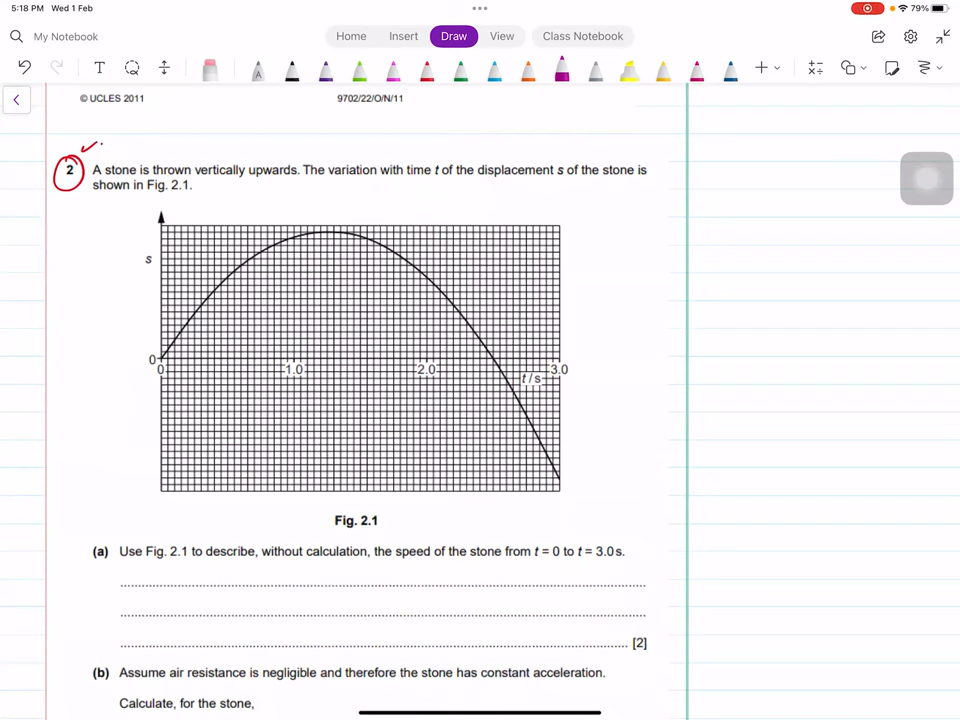 5:18 PM Wed 1 Feb
79%
My Notebook
Home Insert Draw View Class Notebook
T
A
© UCLES 2011 9702/22/O/N/11
2 A stone is thrown vertically upwards. The variation with time t of the displacement s of the stone is
shown in Fig. 2.1.
s
0
0 1.0 2.0 3.0
t / s
Fig. 2.1
(a) Use Fig. 2.1 to describe, without calculation, the speed of the stone from t = 0 to t = 3.0 s.
..........................................................................................................................................
..........................................................................................................................................
..................................................................................................................................... [2]
(b) Assume air resistance is negligible and therefore the stone has constant acceleration.
Calculate, for the stone,